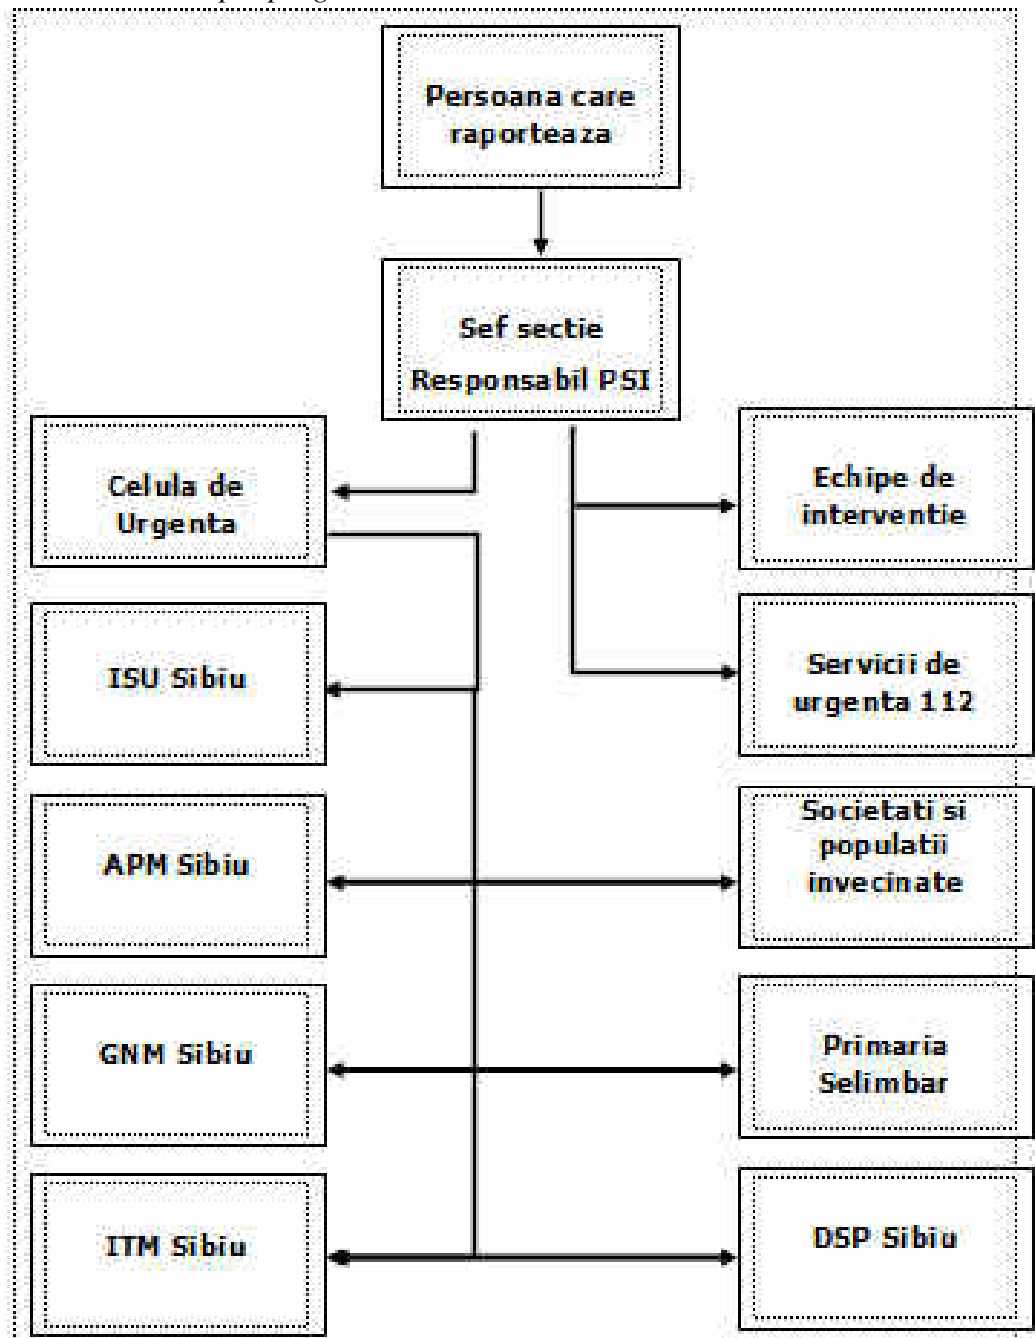 Persoana care
raporteaza
Sef sectie
Responsabil PSI
Celula de
Urgenta
Echipe de
interventie
ISU Sibiu
Servicii de
urgenta 112
APM Sibiu
Societati si
populatii
invecinate
GNM Sibiu
Primaria
Selimbar
ITM Sibiu
DSP Sibiu